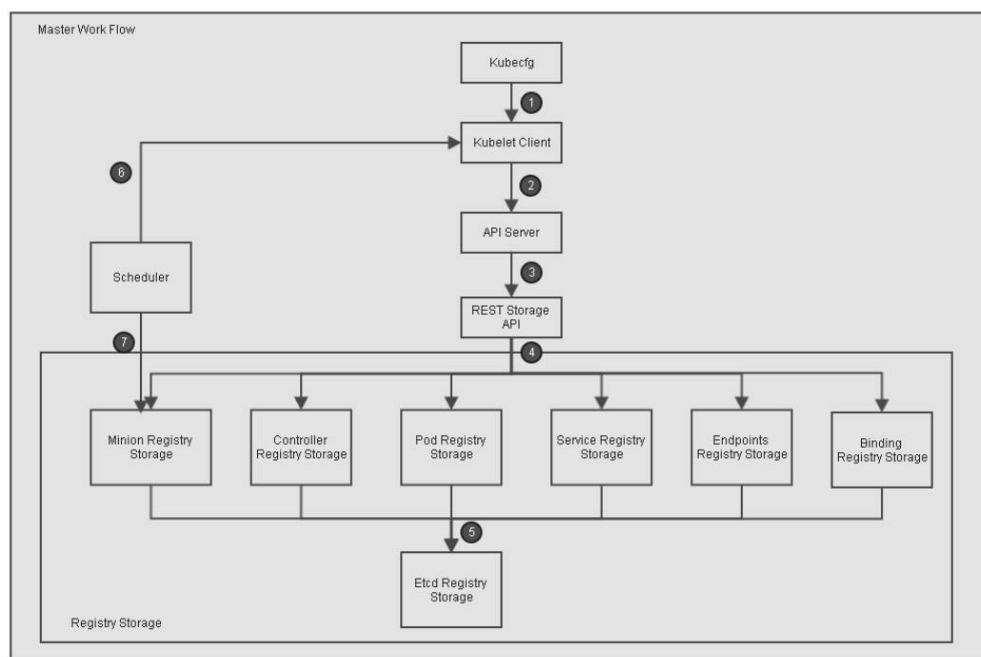 Master Work Flow
Kubecfg
1
Kubelet Client
6
2
API Server
Scheduler
3
REST Storage
API
7
4
Minion Registry
Storage
Controller
Registry Storage
Pod Registry
Storage
Service Registry
Storage
Endpoints
Registry Storage
Binding
Registry Storage
5
Etcd Registry
Storage
Registry Storage